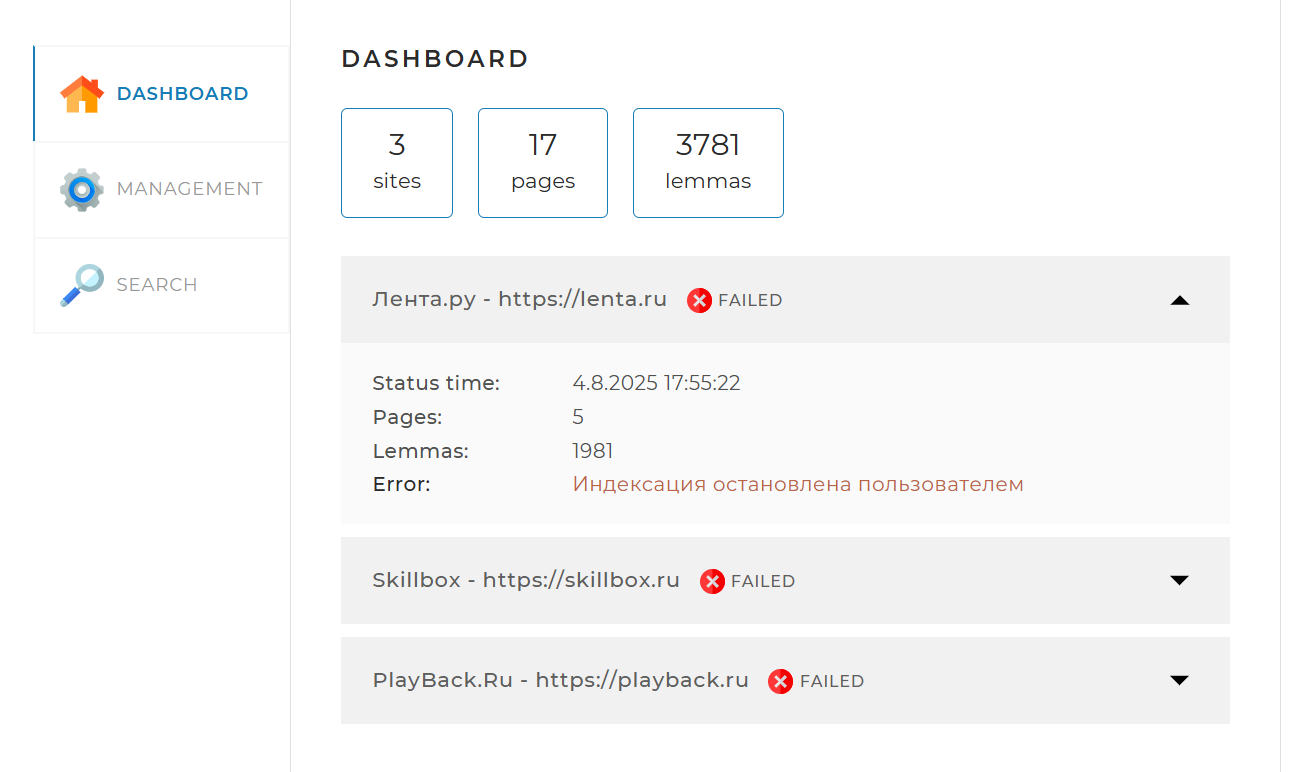 DASHBOARD
MANAGEMENT
SEARCH
DASHBOARD
3
sites
17
pages
3781
lemmas
Лента.ру - https://lenta.ru FAILED
Status time: 4.8.2025 17:55:22
Pages: 5
Lemmas: 1981
Error: Индексация остановлена пользователем
Skillbox - https://skillbox.ru FAILED
PlayBack.Ru - https://playback.ru FAILED